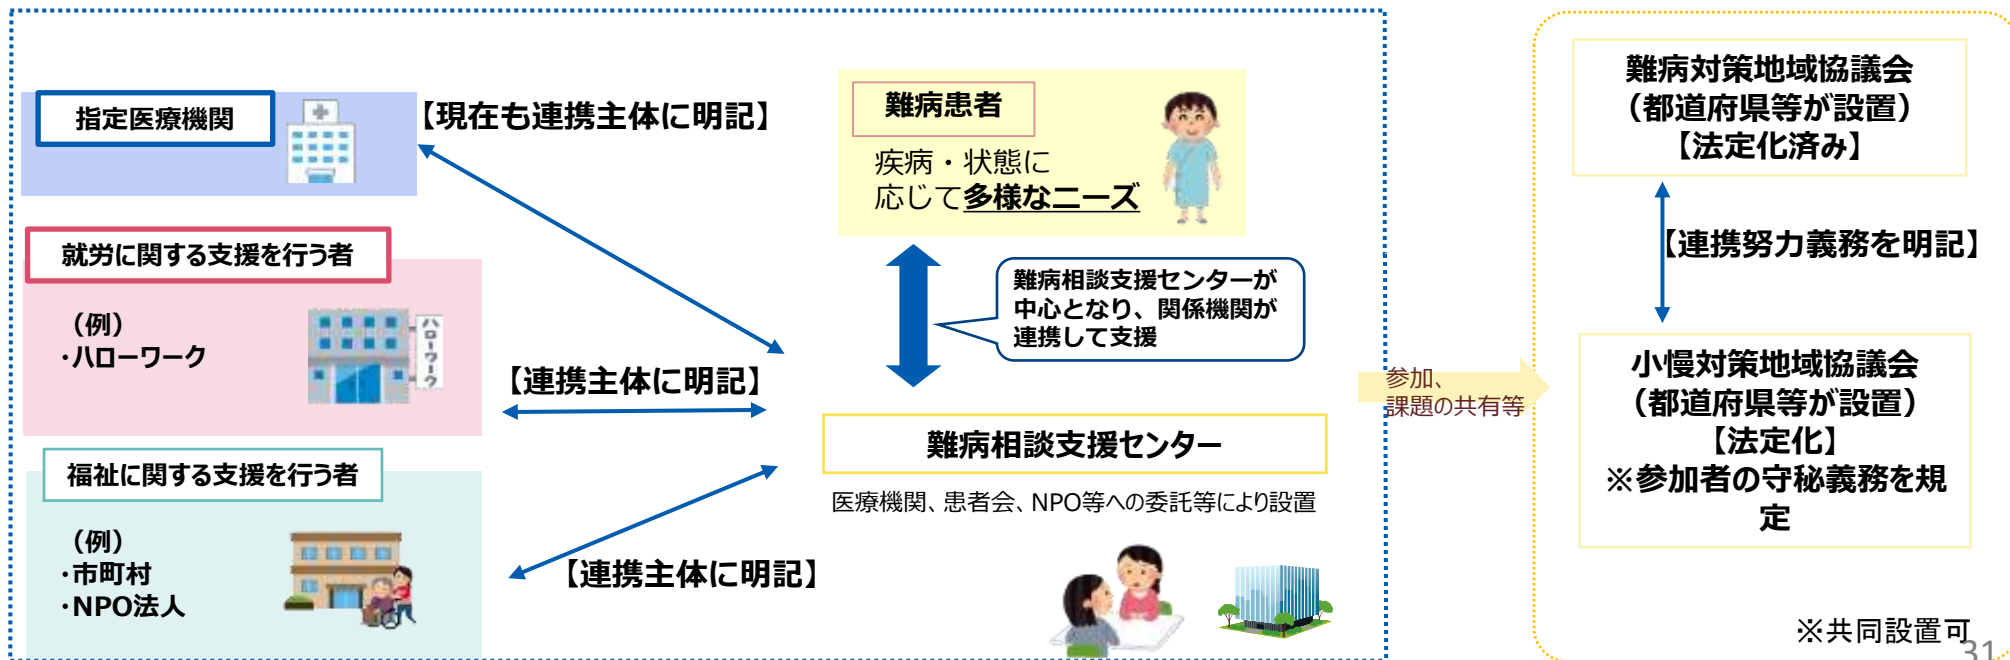 指定医療機関
【現在も連携主体に明記】
就労に関する支援を行う者
（例）
・ハローワーク
ハローワーク
【連携主体に明記】
福祉に関する支援を行う者
（例）
・市町村
・NPO法人
【連携主体に明記】
難病患者
疾病・状態に
応じて多様なニーズ
難病相談支援センターが
中心となり、関係機関が
連携して支援
難病相談支援センター
医療機関、患者会、NPO等への委託等により設置
参加、
課題の共有等
難病対策地域協議会
（都道府県等が設置）
【法定化済み】
【連携努力義務を明記】
小慢対策地域協議会
（都道府県等が設置）
【法定化】
※参加者の守秘義務を規
定
※共同設置可
31